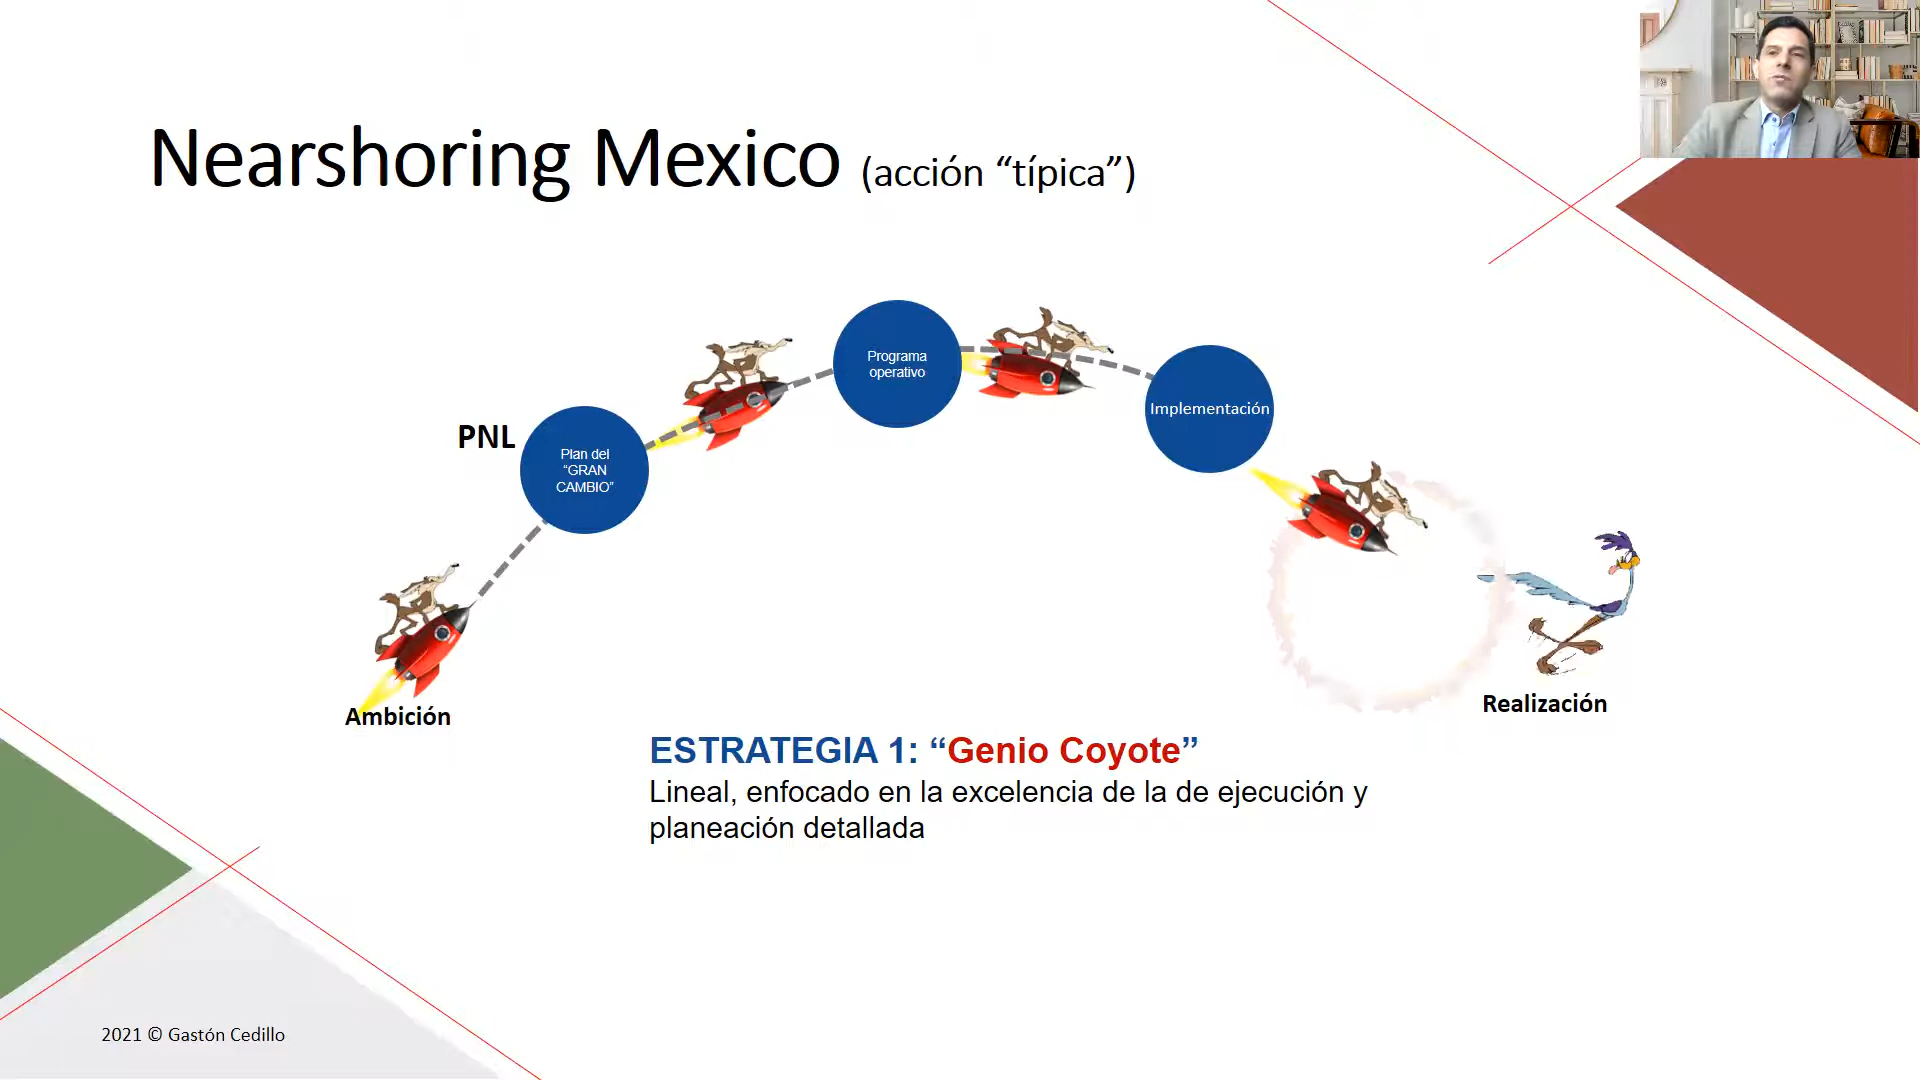 Nearshoring Mexico (acción “típica”)
Programa
operativo
Implementación
PNL
Plan del
“GRAN
CAMBIO”
Ambición
Realización
ESTRATEGIA 1: “Genio Coyote”
Lineal, enfocado en la excelencia de la de ejecución y
planeación detallada
2021 © Gastón Cedillo